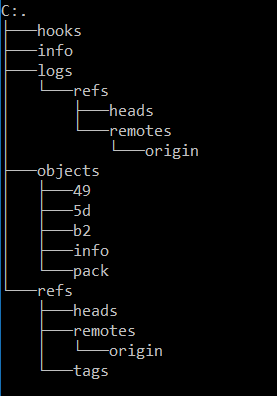 C:.
├───hooks
├───info
├───logs
│   └───refs
│       ├───heads
│       └───remotes
│           └───origin
├───objects
│   ├───49
│   ├───5d
│   ├───b2
│   ├───info
│   └───pack
└───refs
    ├───heads
    ├───remotes
    │   └───origin
    └───tags